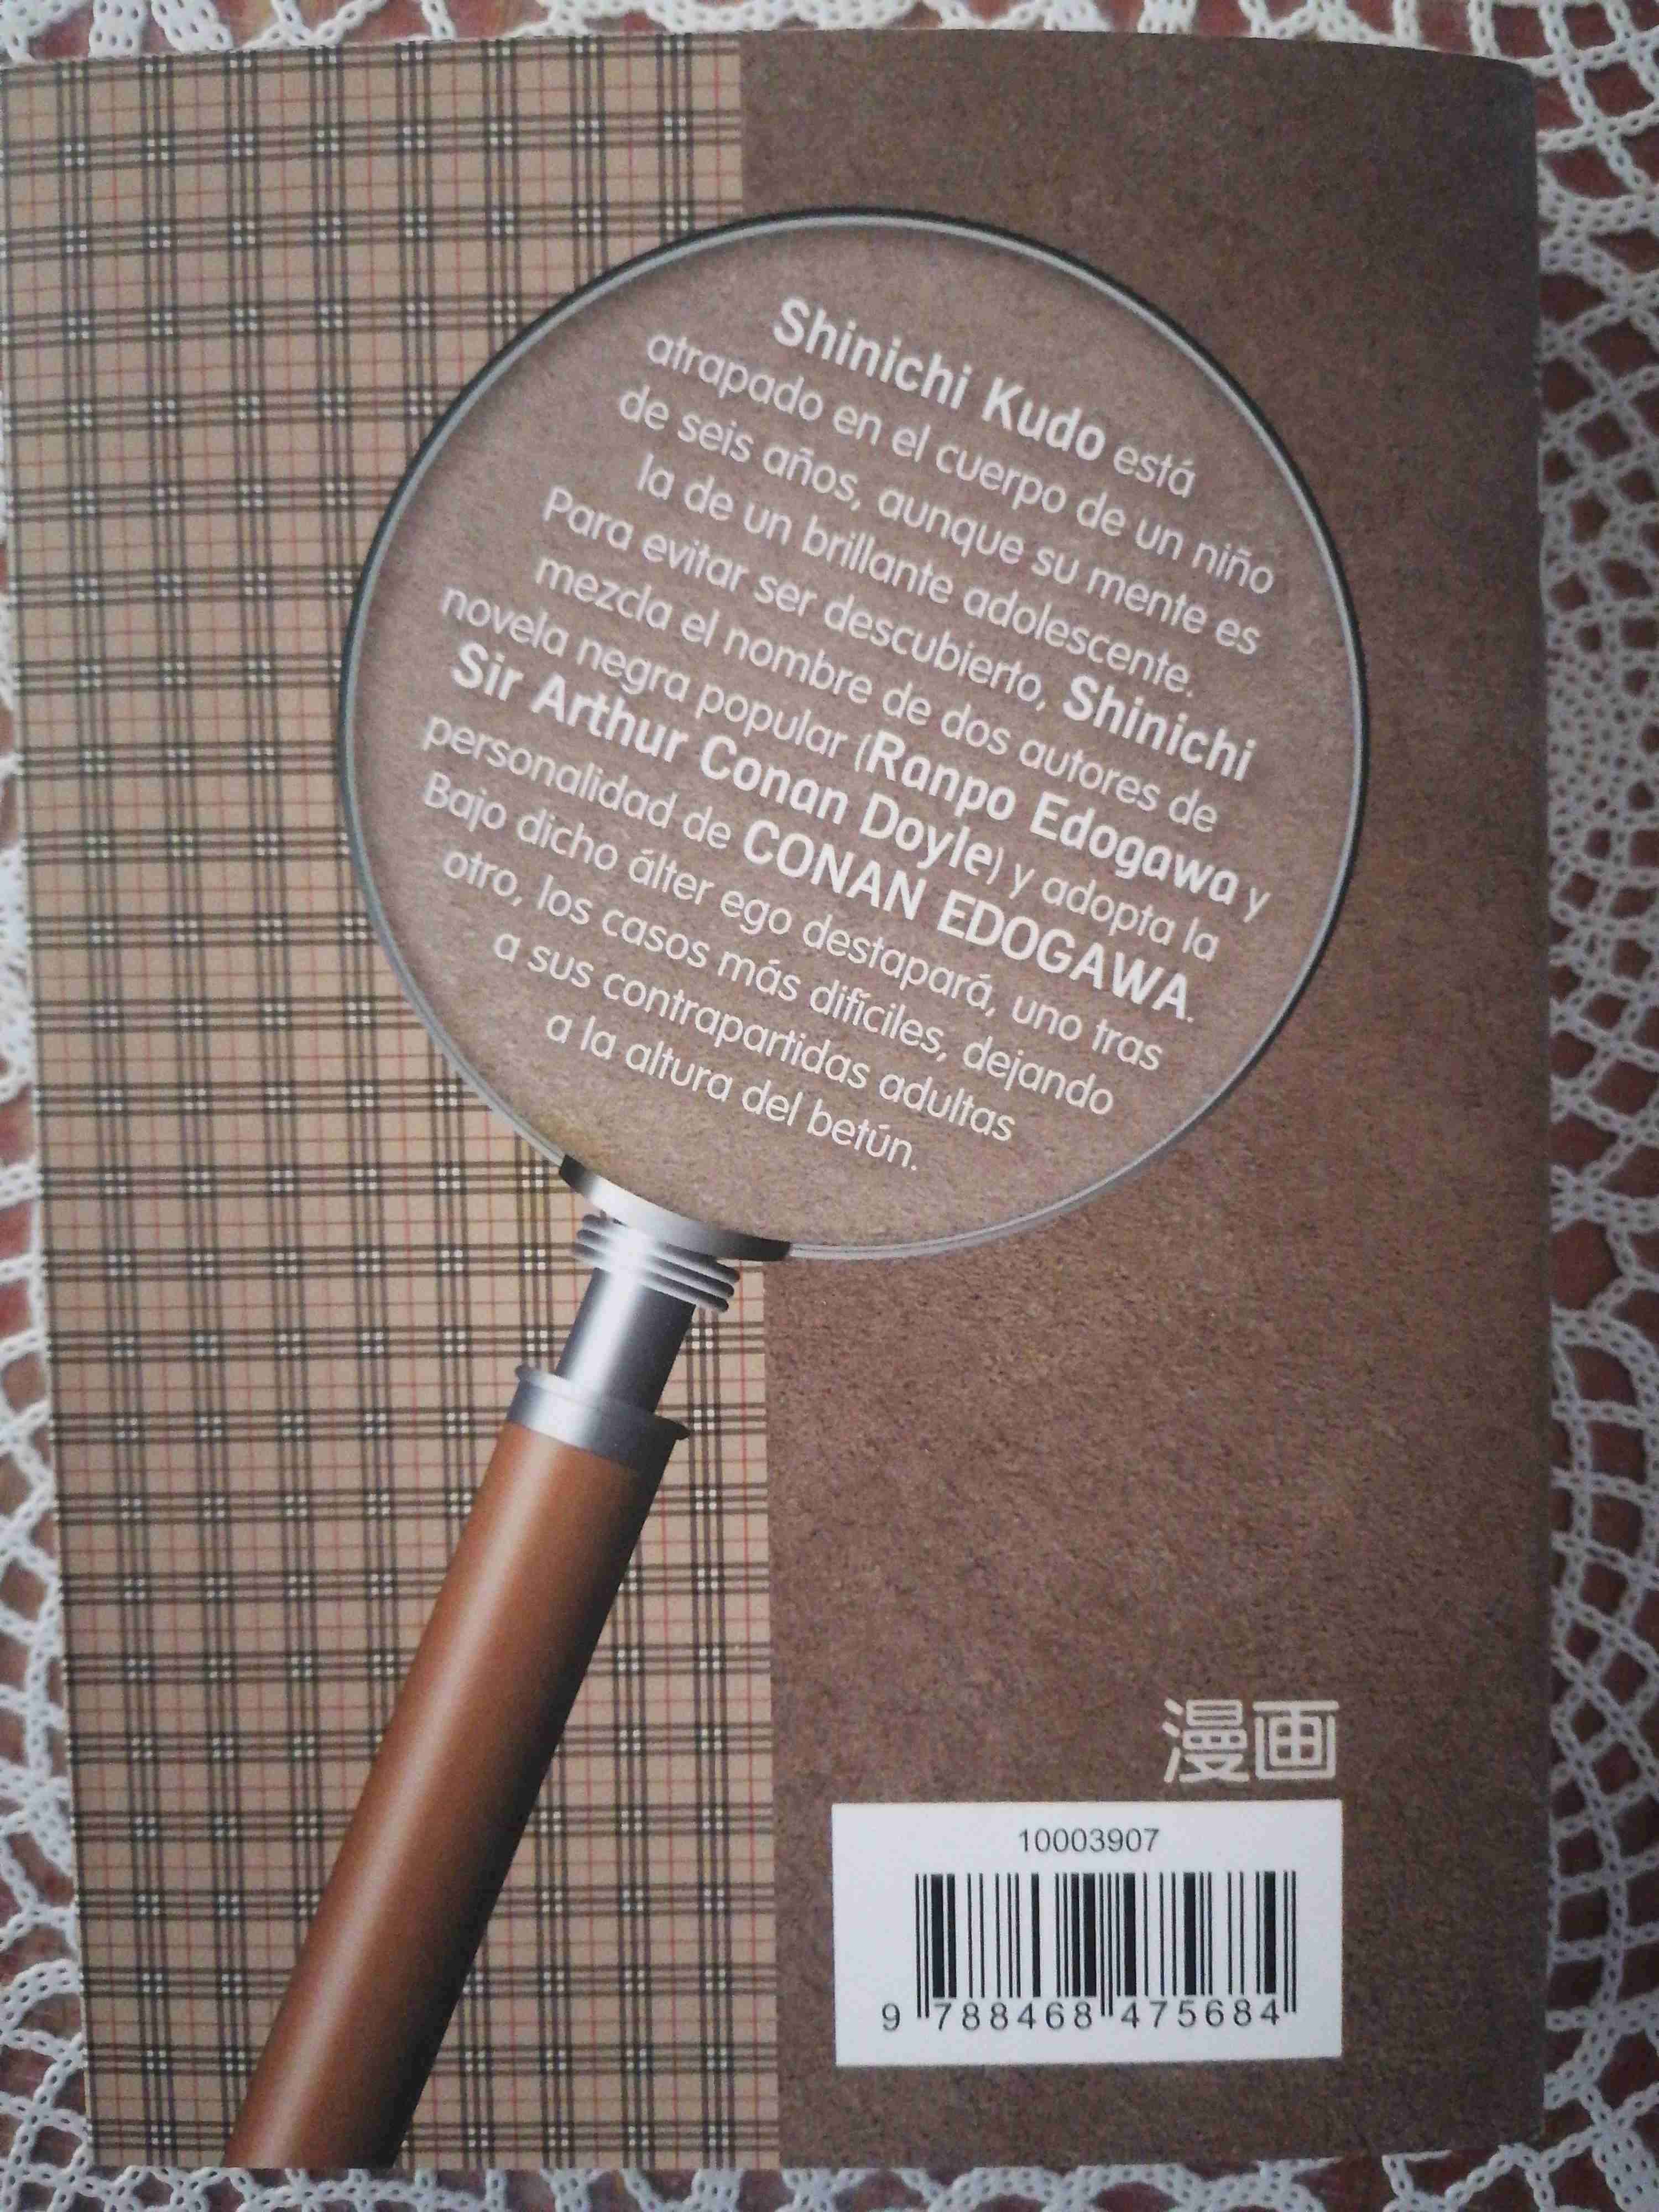 Shinichi Kudo está
atrapado en el cuerpo de un niño
de seis años, aunque su mente es
la de un brillante adolescente.
Para evitar ser descubierto, Shinichi
mezcla el nombre de dos autores de
novela negra popular (Ranpo Edogawa y
Sir Arthur Conan Doyle) y adopta la
personalidad de CONAN EDOGAWA.
Bajo dicho álter ego destapará, uno tras
otro, los casos más difíciles, dejando
a sus contrapartidas adultas
a la altura del betún.
漫画
10003907
9 788468 475684